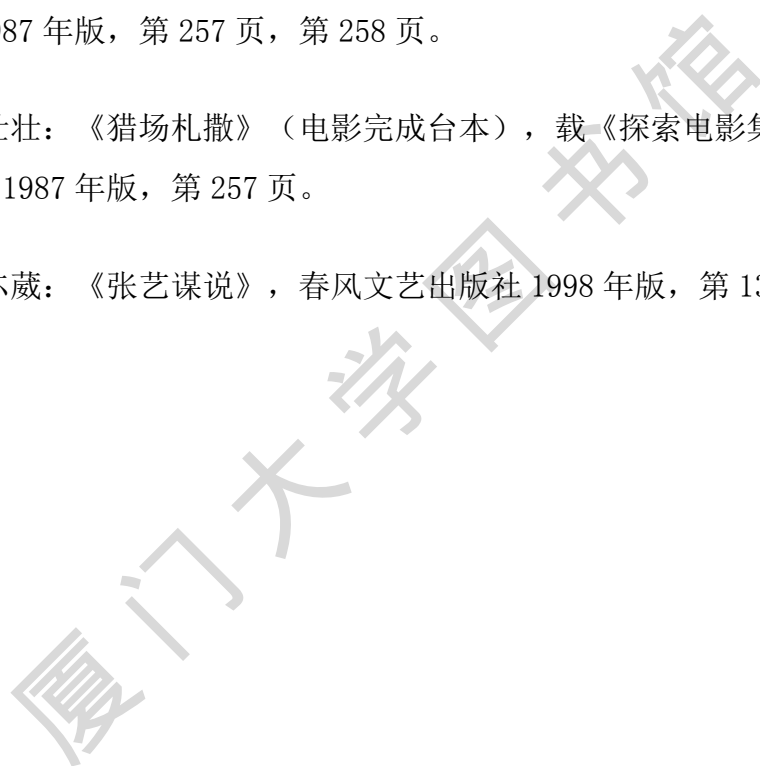 87 年版，第 257 页，第 258 页。
壮：《猎场札撒》（电影完成台本），载《探索电影集
1987 年版，第 257 页。
葳：《张艺谋说》，春风文艺出版社 1998 年版，第 13
厦门大学图书馆